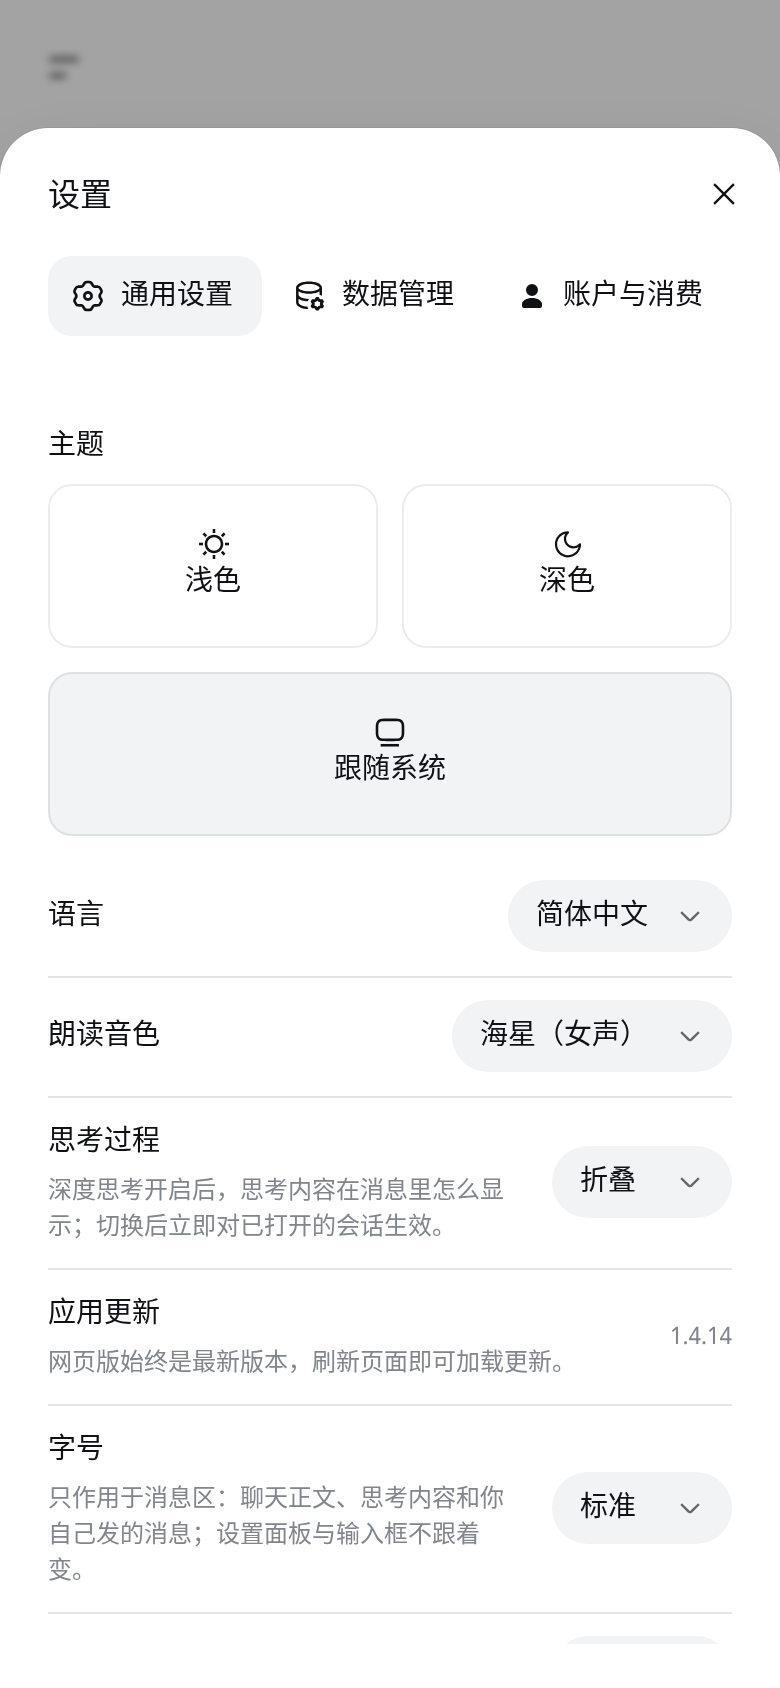 设置
通用设置
数据管理
账户与消费
主题
浅色
深色
跟随系统
语言
简体中文
朗读音色
海星（女声）
思考过程
深度思考开启后，思考内容在消息里怎么显
示；切换后立即对已打开的会话生效。
折叠
应用更新
网页版始终是最新版本，刷新页面即可加载更新。
1.4.14
字号
只作用于消息区：聊天正文、思考内容和你
自己发的消息；设置面板与输入框不跟着
变。
标准